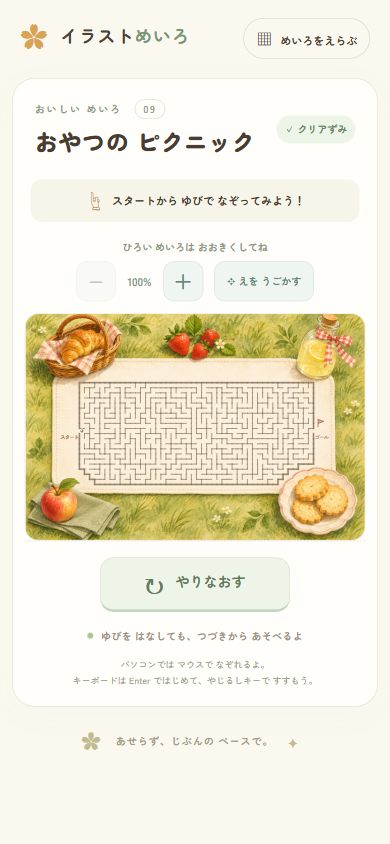 イラストめいろ
めいろをえらぶ
おいしい めいろ 09
おやつの ピクニック
✓ クリアずみ
スタートから ゆびで なぞってみよう！
ひろい めいろは おおきくしてね
− 100% ＋ えを うごかす
スタート
ゴール
やりなおす
ゆびを はなしても、つづきから あそべるよ
パソコンでは マウスで なぞれるよ。
キーボードは Enter ではじめて、やじるしキーで すすもう。
あせらず、じぶんの ペースで。